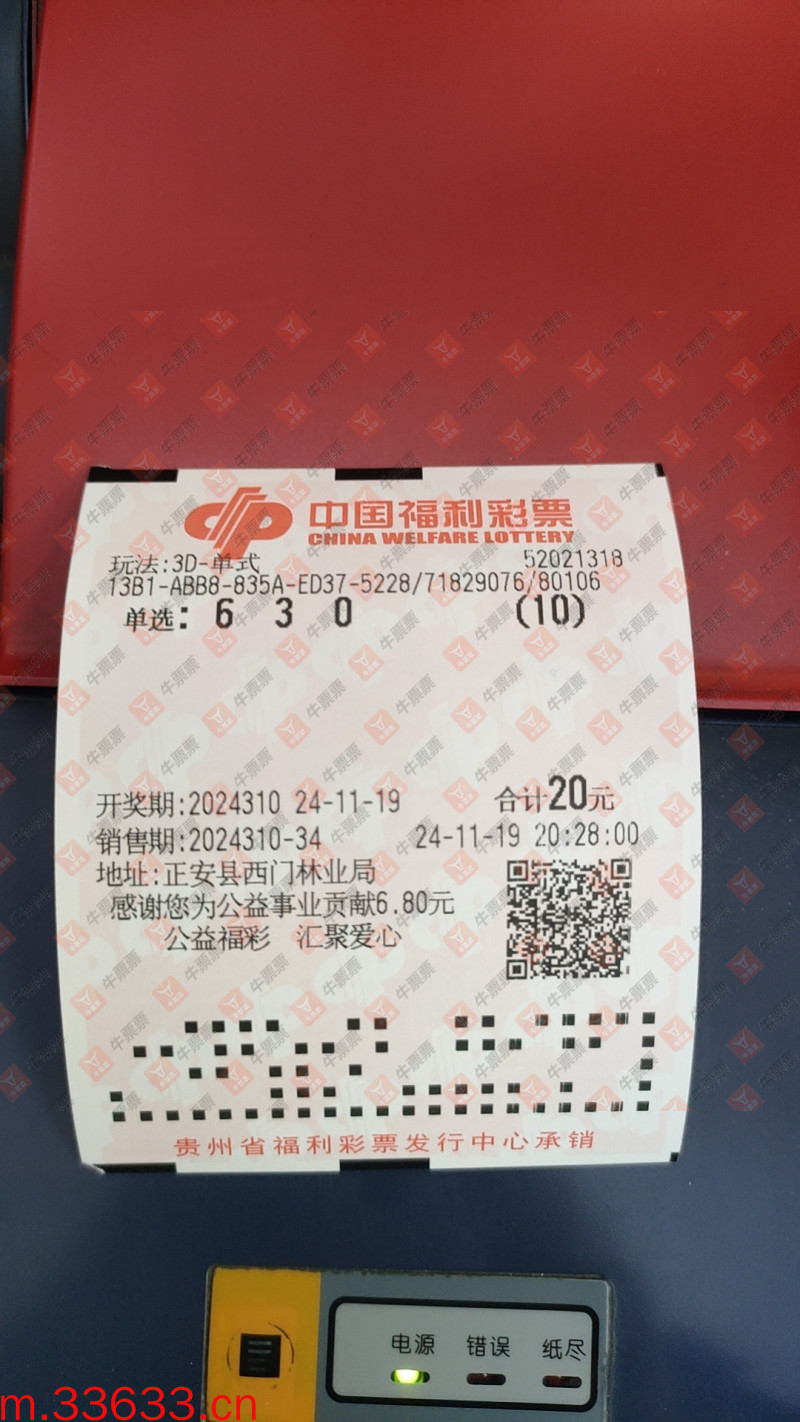 中国福利彩票
CHINA WELFARE LOTTERY
玩法:3D-单式 52021318
13B1-ABB8-835A-ED37-5228/71829076/80106
单选: 6 3 0 (10)
开奖期:2024310 24-11-19 合计20元
销售期:2024310-34 24-11-19 20:28:00
地址:正安县西门林业局
感谢您为公益事业贡献6.80元
公益福彩 汇聚爱心
贵州省福利彩票发行中心承销
电源 错误 纸尽
m.33633.cn
牛票票